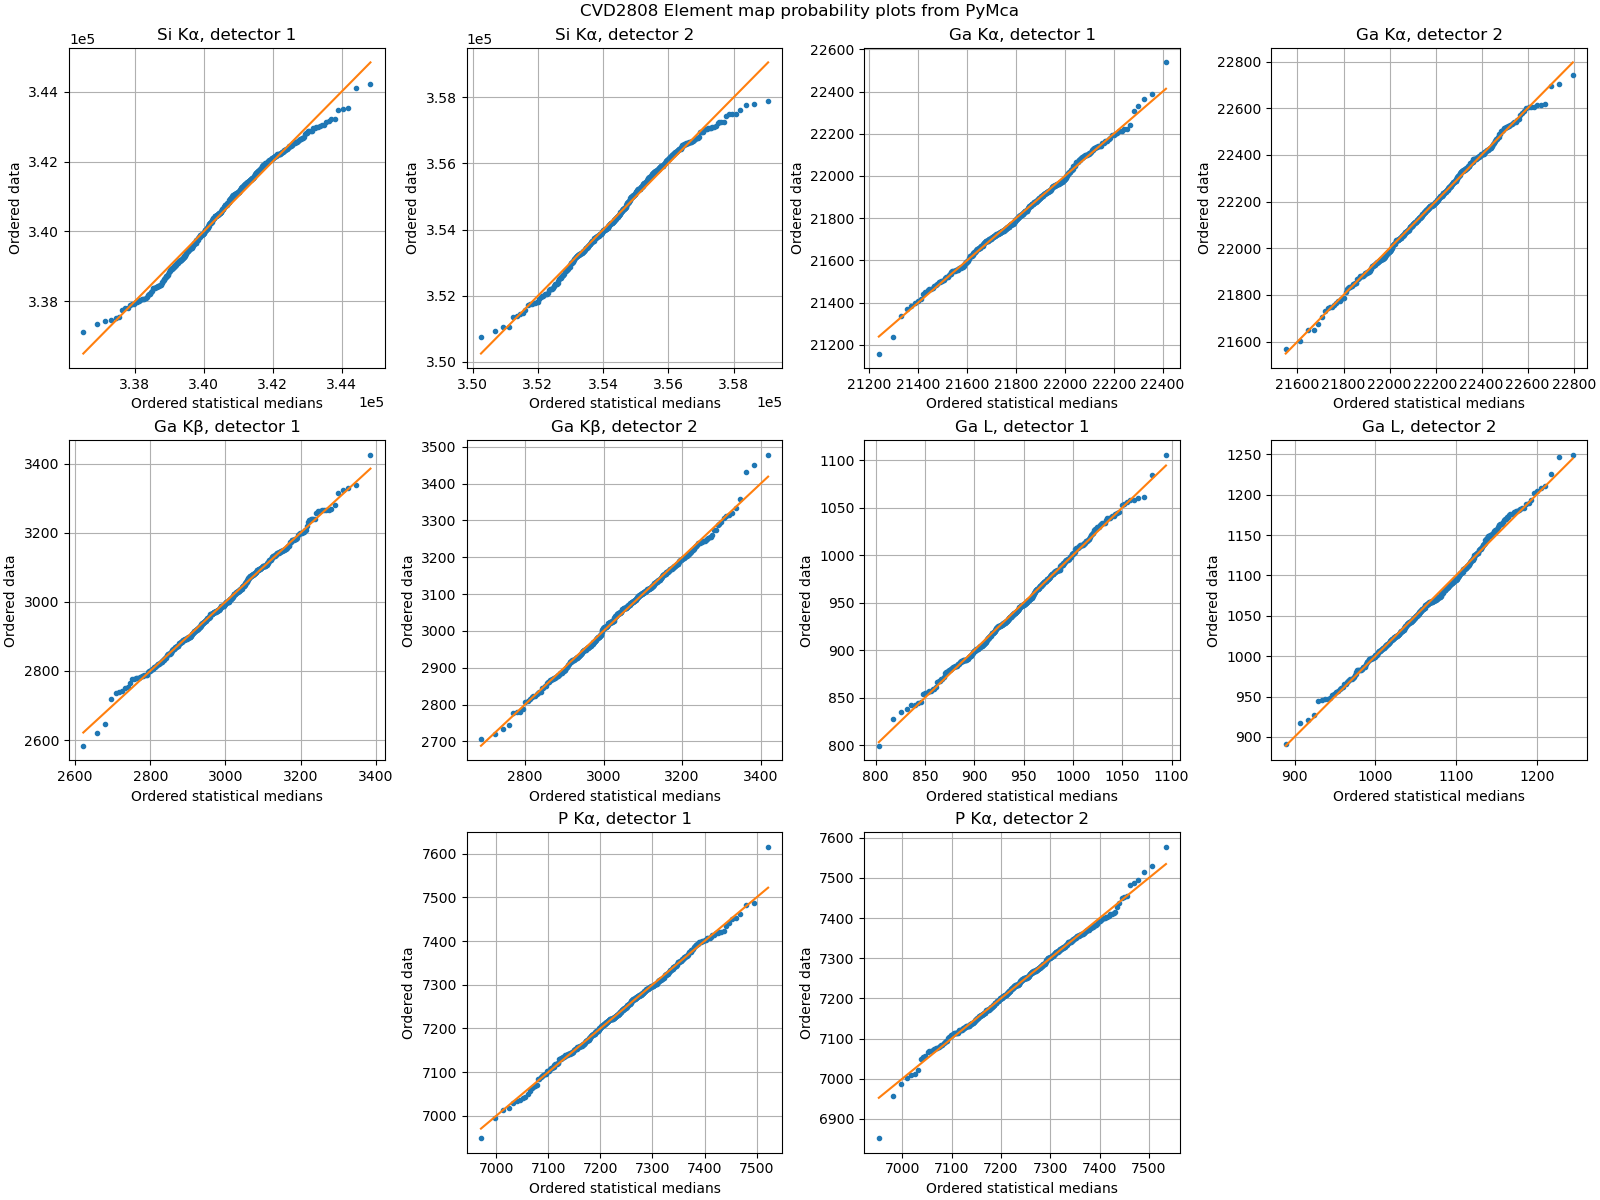 CVD2808 Element map probability plots from PyMca
Si Kα, detector 1
1e5
3.44
3.42
3.40
3.38
Ordered data
3.38 3.40 3.42 3.44
1e5
Ordered statistical medians
Si Kα, detector 2
1e5
3.58
3.56
3.54
3.52
3.50
Ordered data
3.50 3.52 3.54 3.56 3.58
1e5
Ordered statistical medians
Ga Kα, detector 1
22600
22400
22200
22000
21800
21600
21400
21200
Ordered data
21200 21400 21600 21800 22000 22200 22400
Ordered statistical medians
Ga Kα, detector 2
22800
22600
22400
22200
22000
21800
21600
Ordered data
21600 21800 22000 22200 22400 22600 22800
Ordered statistical medians
Ga Kβ, detector 1
3400
3200
3000
2800
2600
Ordered data
2600 2800 3000 3200 3400
Ordered statistical medians
Ga Kβ, detector 2
3500
3400
3300
3200
3100
3000
2900
2800
2700
Ordered data
2800 3000 3200 3400
Ordered statistical medians
Ga L, detector 1
1100
1050
1000
950
900
850
800
Ordered data
800 850 900 950 1000 1050 1100
Ordered statistical medians
Ga L, detector 2
1250
1200
1150
1100
1050
1000
950
900
Ordered data
900 1000 1100 1200
Ordered statistical medians
P Kα, detector 1
7600
7500
7400
7300
7200
7100
7000
Ordered data
7000 7100 7200 7300 7400 7500
Ordered statistical medians
P Kα, detector 2
7600
7500
7400
7300
7200
7100
7000
6900
Ordered data
7000 7100 7200 7300 7400 7500
Ordered statistical medians